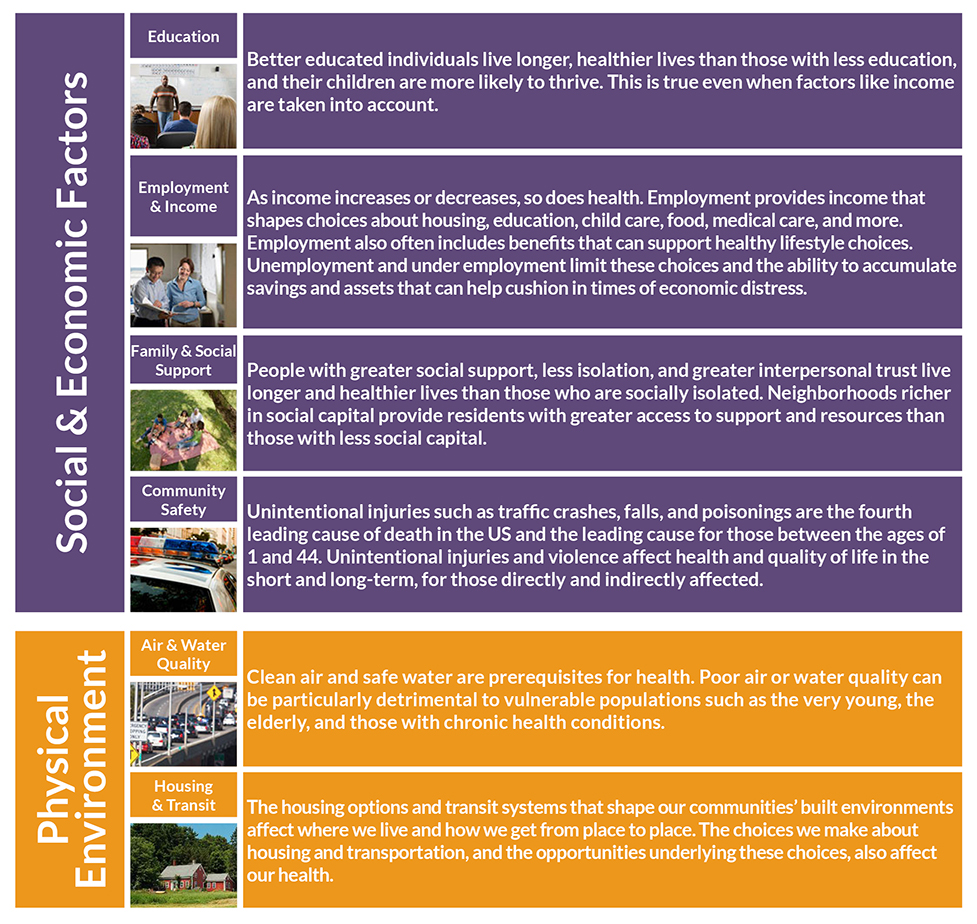 Social & Economic Factors
Education
Better educated individuals live longer, healthier lives than those with less education,
and their children are more likely to thrive. This is true even when factors like income
are taken into account.
Employment
& Income
As income increases or decreases, so does health. Employment provides income that
shapes choices about housing, education, child care, food, medical care, and more.
Employment also often includes benefits that can support healthy lifestyle choices.
Unemployment and under employment limit these choices and the ability to accumulate
savings and assets that can help cushion in times of economic distress.
Family & Social
Support
People with greater social support, less isolation, and greater interpersonal trust live
longer and healthier lives than those who are socially isolated. Neighborhoods richer
in social capital provide residents with greater access to support and resources than
those with less social capital.
Community
Safety
Unintentional injuries such as traffic crashes, falls, and poisonings are the fourth
leading cause of death in the US and the leading cause for those between the ages of
1 and 44. Unintentional injuries and violence affect health and quality of life in the
short and long-term, for those directly and indirectly affected.
Physical
Environment
Air & Water
Quality
Clean air and safe water are prerequisites for health. Poor air or water quality can
be particularly detrimental to vulnerable populations such as the very young, the
elderly, and those with chronic health conditions.
Housing
& Transit
The housing options and transit systems that shape our communities’ built environments
affect where we live and how we get from place to place. The choices we make about
housing and transportation, and the opportunities underlying these choices, also affect
our health.